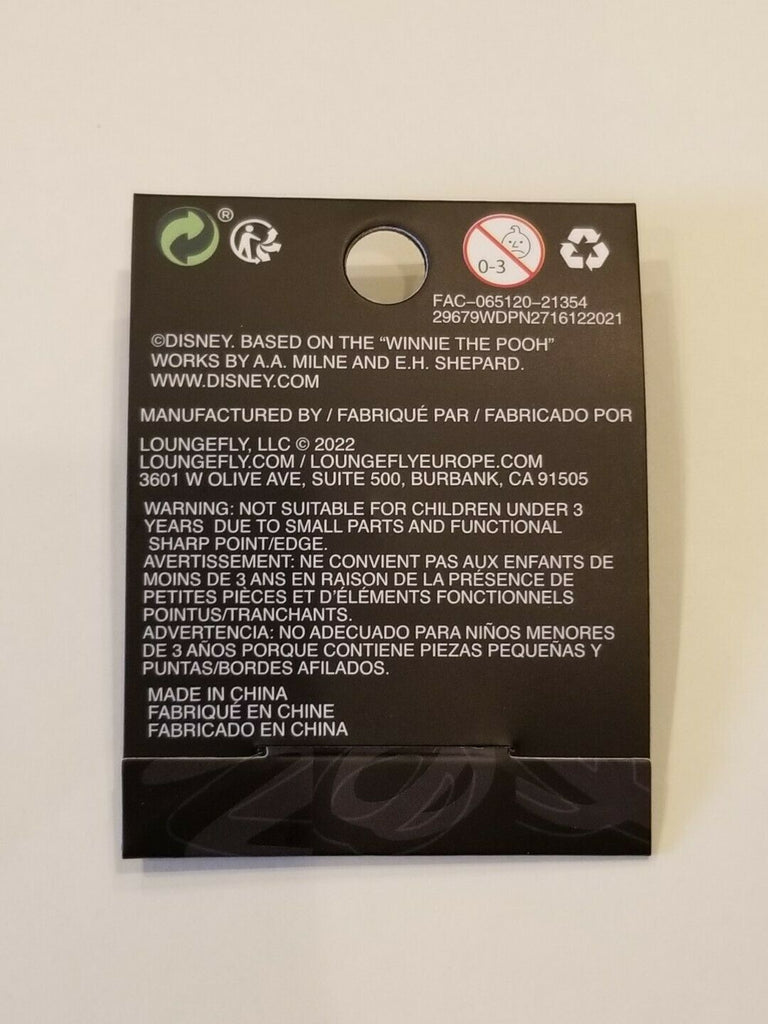 ®
0-3
FAC-065120-21354
29679WDPN2716122021
©DISNEY. BASED ON THE “WINNIE THE POOH”
WORKS BY A.A. MILNE AND E.H. SHEPARD.
WWW.DISNEY.COM
MANUFACTURED BY / FABRIQUÉ PAR / FABRICADO POR
LOUNGEFLY, LLC © 2022
LOUNGEFLY.COM / LOUNGEFLYEUROPE.COM
3601 W OLIVE AVE, SUITE 500, BURBANK, CA 91505
WARNING: NOT SUITABLE FOR CHILDREN UNDER 3
YEARS DUE TO SMALL PARTS AND FUNCTIONAL
SHARP POINT/EDGE.
AVERTISSEMENT: NE CONVIENT PAS AUX ENFANTS DE
MOINS DE 3 ANS EN RAISON DE LA PRÉSENCE DE
PETITES PIÈCES ET D’ÉLÉMENTS FONCTIONNELS
POINTUS/TRANCHANTS.
ADVERTENCIA: NO ADECUADO PARA NIÑOS MENORES
DE 3 AÑOS PORQUE CONTIENE PIEZAS PEQUEÑAS Y
PUNTAS/BORDES AFILADOS.
MADE IN CHINA
FABRIQUÉ EN CHINE
FABRICADO EN CHINA